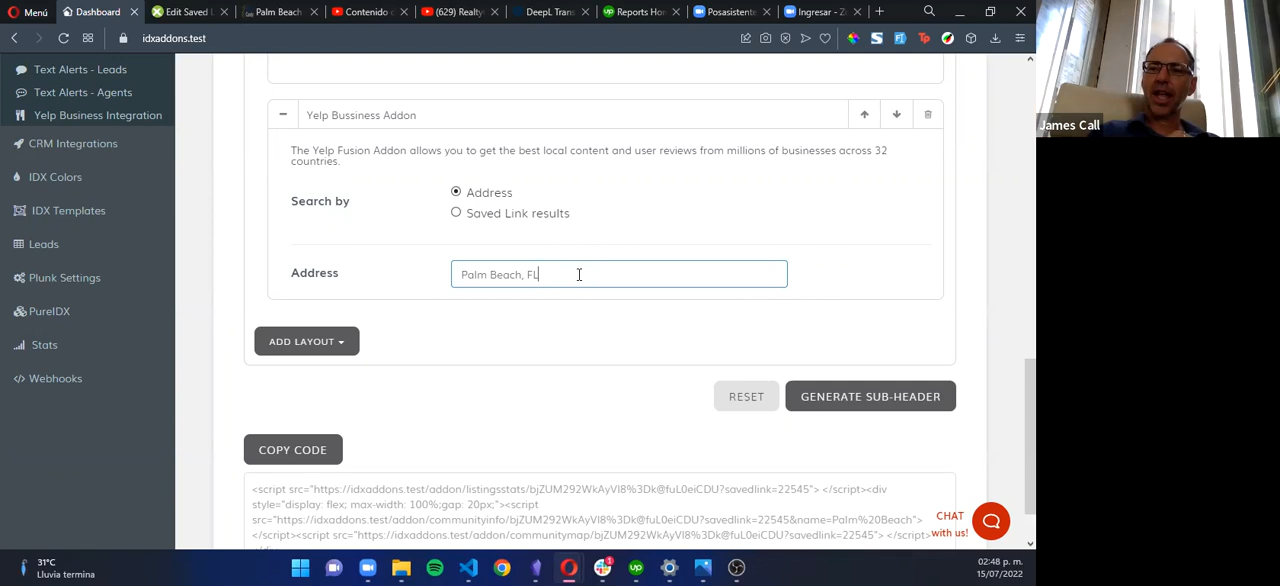 Menú
Dashboard
Edit Saved L
Palm Beach
Contenido c
(629) Realty
DeepL Trans
Reports Hom
Posasistente
Ingresar - Zo
idxaddons.test
James Call
Text Alerts - Leads
Text Alerts - Agents
Yelp Bussiness Integration
CRM Integrations
IDX Colors
IDX Templates
Leads
Plunk Settings
PureIDX
Stats
Webhooks
Yelp Bussiness Addon
The Yelp Fusion Addon allows you to get the best local content and user reviews from millions of businesses across 32
countries.
Search by
Address
Saved Link results
Address
Palm Beach, FL
ADD LAYOUT
RESET
GENERATE SUB-HEADER
COPY CODE
<script src="https://idxaddons.test/addon/listingsstats/bjZUM292WkAyVI8%3Dk@fuL0eiCDU?savedlink=22545"> </script><div
style="display: flex; max-width: 100%;gap: 20px;"><script
src="https://idxaddons.test/addon/communityinfo/bjZUM292WkAyVI8%3Dk@fuL0eiCDU?savedlink=22545&name=Palm%20Beach">
</script><script src="https://idxaddons.test/addon/communitymap/bjZUM292WkAyVI8%3Dk@fuL0eiCDU?savedlink=22545"> </script>
CHAT
with us!
31°C
Lluvia termina
02:48 p. m.
15/07/2022